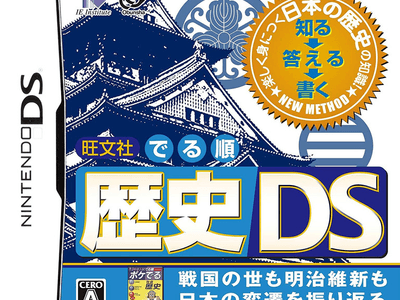 IE Institute
Obunsha
楽しく身につく日本の歴史の知識！
知る
答える
書く
NEW METHOD
NINTENDO DS
旺文社 でる順
歴史DS
CERO
A
ポケでる
歴史
戦国の世も明治維新も
日本の変遷を振り返る